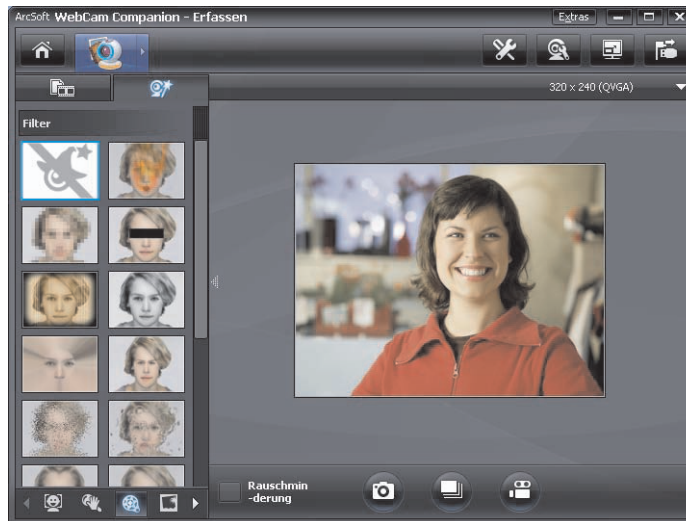 ArcSoft WebCam Companion - Erfassen
Extras
320 x 240 (QVGA)
Filter
Rauschmin
-derung